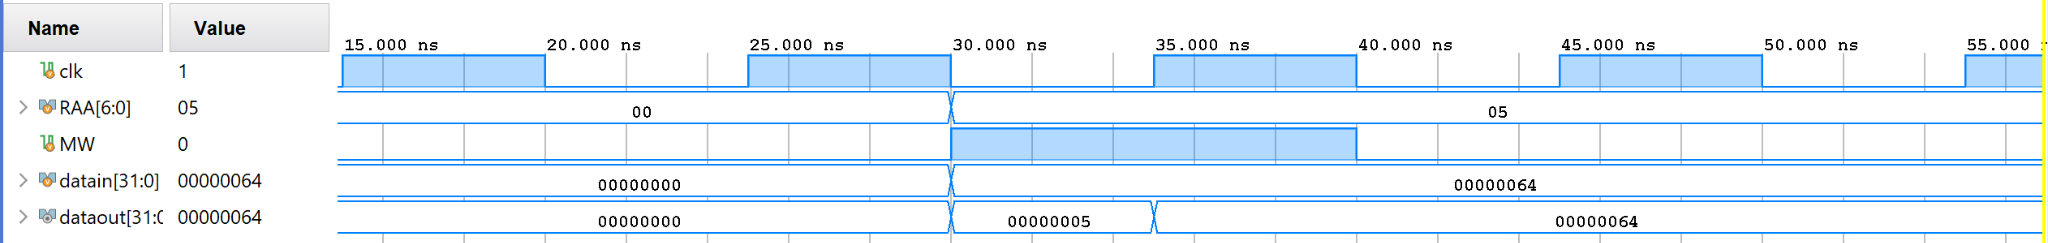 Name Value
15.000 ns 20.000 ns 25.000 ns 30.000 ns 35.000 ns 40.000 ns 45.000 ns 50.000 ns 55.000
clk 1
RAA[6:0] 05 00 05
MW 0
datain[31:0] 00000064 00000000 00000064
dataout[31:0 00000064 00000000 00000005 00000064